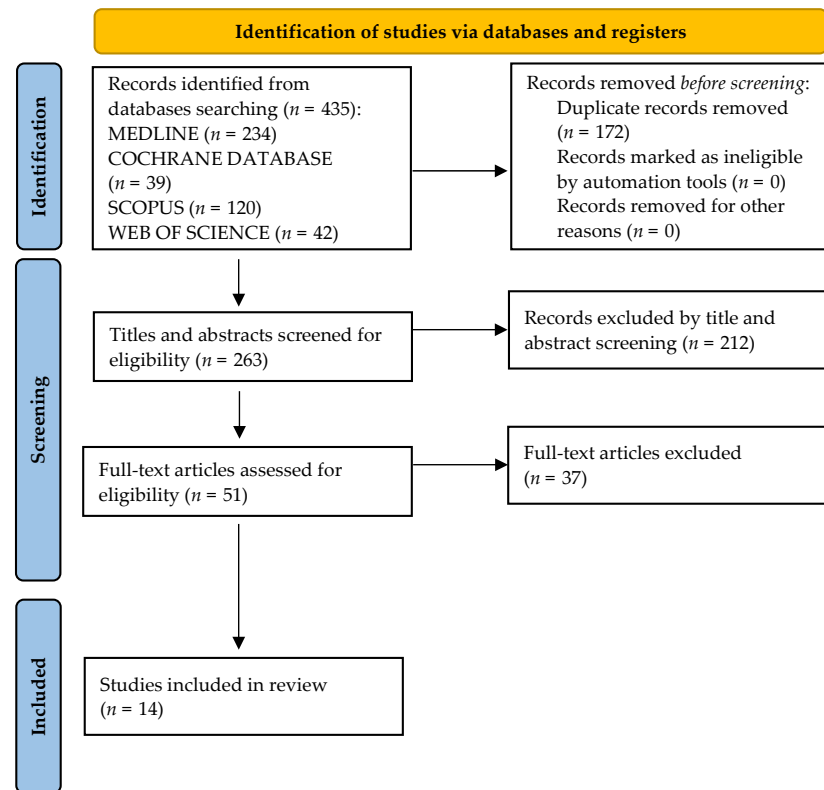 Identification of studies via databases and registers
Identification
Records identified from
databases searching (n = 435):
MEDLINE (n = 234)
COCHRANE DATABASE
(n = 39)
SCOPUS (n = 120)
WEB OF SCIENCE (n = 42)
Records removed before screening:
Duplicate records removed
(n = 172)
Records marked as ineligible
by automation tools (n = 0)
Records removed for other
reasons (n = 0)
Screening
Titles and abstracts screened for
eligibility (n = 263)
Records excluded by title and
abstract screening (n = 212)
Full-text articles assessed for
eligibility (n = 51)
Full-text articles excluded
(n = 37)
Included
Studies included in review
(n = 14)